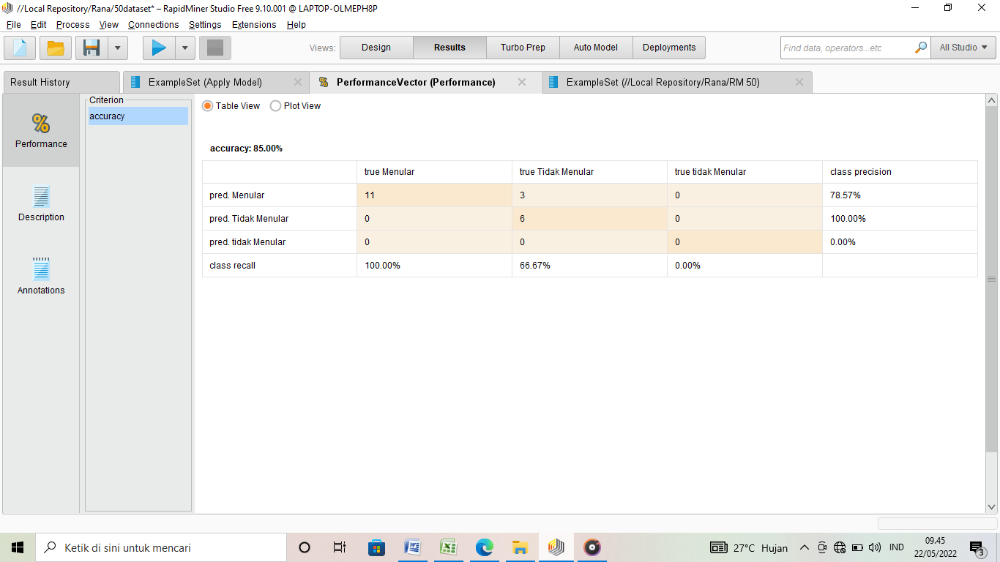 //Local Repository/Rana/50dataset* – RapidMiner Studio Free 9.10.001 @ LAPTOP-OLMEPH8P
File Edit Process View Connections Settings Extensions Help
Views: Design Results Turbo Prep Auto Model Deployments Find data, operators...etc All Studio
Result History ExampleSet (Apply Model) PerformanceVector (Performance) ExampleSet (//Local Repository/Rana/RM 50)
Criterion
accuracy
Performance
Description
Annotations
Table View Plot View
accuracy: 85.00%
true Menular true Tidak Menular true tidak Menular class precision
pred. Menular 11 3 0 78.57%
pred. Tidak Menular 0 6 0 100.00%
pred. tidak Menular 0 0 0 0.00%
class recall 100.00% 66.67% 0.00%
Ketik di sini untuk mencari
27°C Hujan
IND
09.45
22/05/2022
3